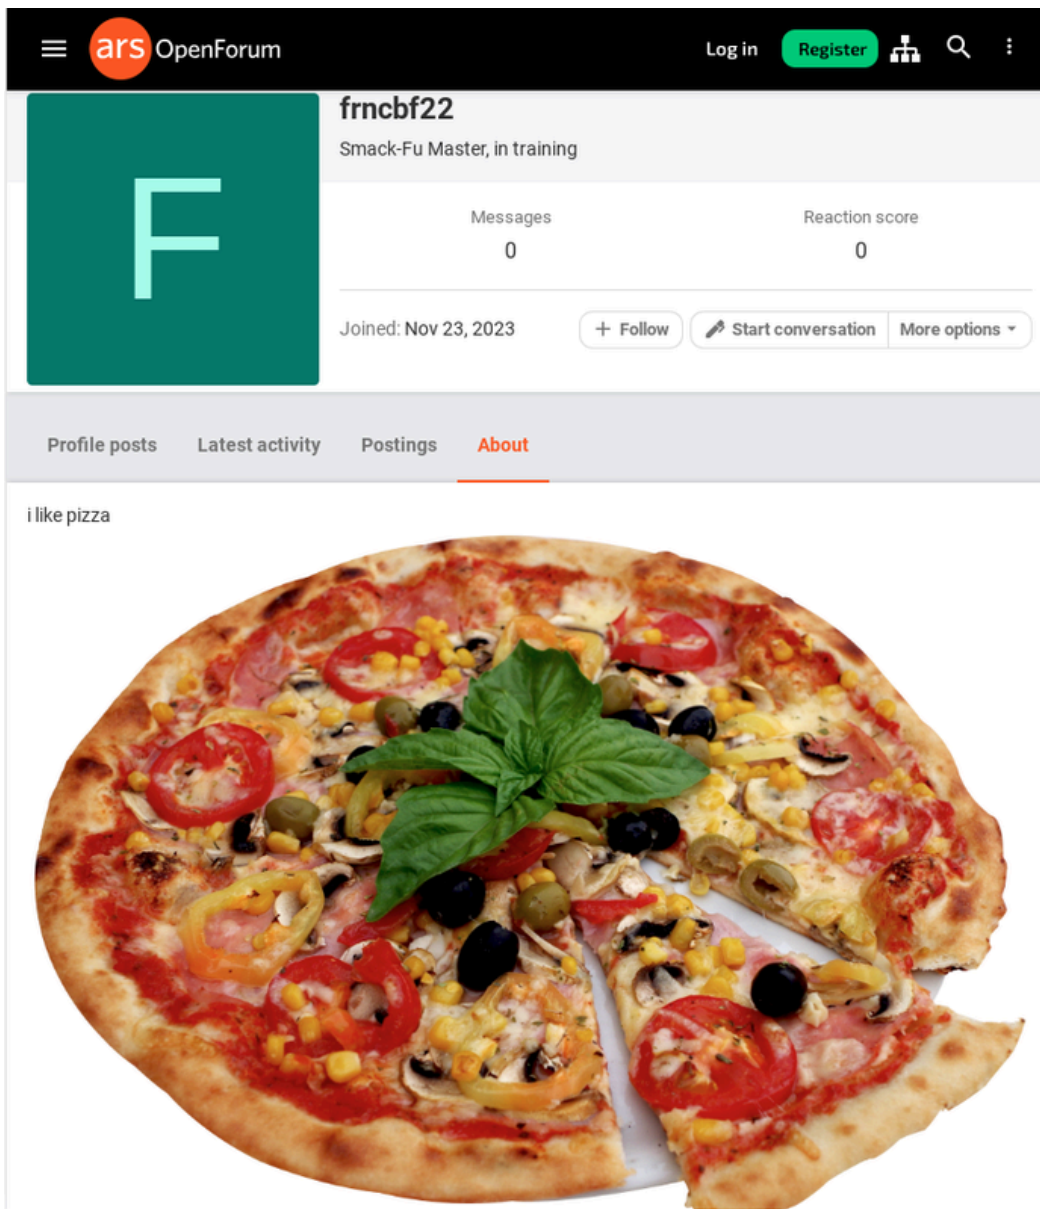 ars OpenForum
Log in
Register
frncbf22
Smack-Fu Master, in training
Messages
0
Reaction score
0
Joined: Nov 23, 2023
Follow
Start conversation
More options
Profile posts
Latest activity
Postings
About
i like pizza
F